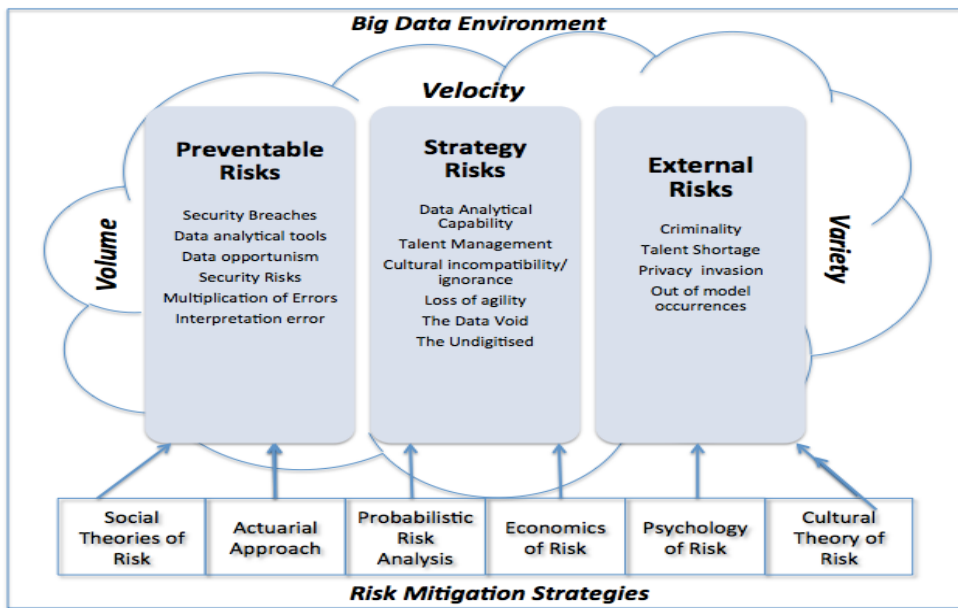 Big Data Environment
Velocity
Volume
Preventable
Risks
Security Breaches
Data analytical tools
Data opportunism
Security Risks
Multiplication of Errors
Interpretation error
Strategy
Risks
Data Analytical
Capability
Talent Management
Cultural incompatibility/
ignorance
Loss of agility
The Data Void
The Undigitised
External
Risks
Criminality
Talent Shortage
Privacy invasion
Out of model
occurrences
Variety
Social
Theories of
Risk
Actuarial
Approach
Probabilistic
Risk
Analysis
Economics
of Risk
Psychology
of Risk
Cultural
Theory of
Risk
Risk Mitigation Strategies